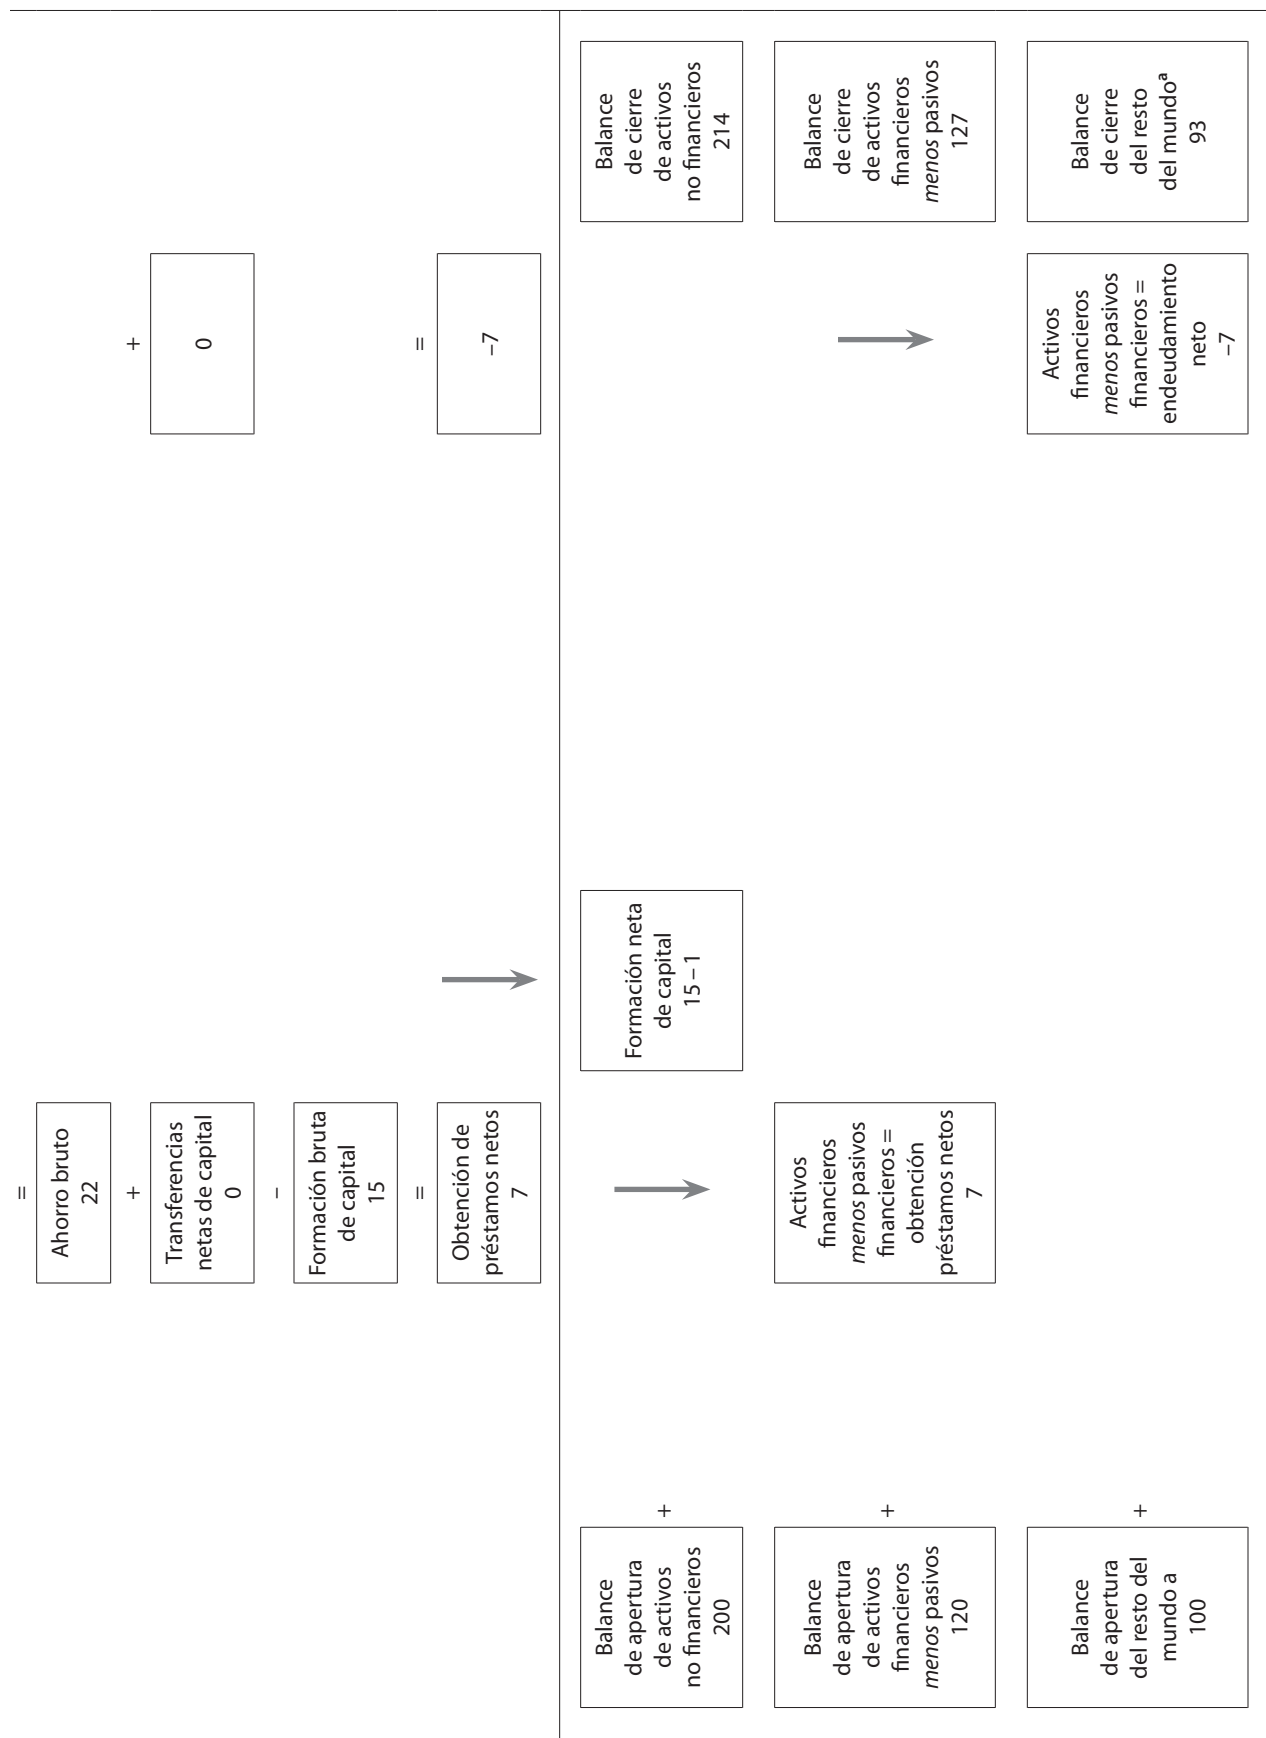 =
Ahorro bruto
22
+
+
Transferencias
netas de capital
0
0
–
Formación bruta
de capital
15
=
=
Obtención de
préstamos netos
7
–7
Balance
de apertura
de activos
no financieros
200
+
Formación neta
de capital
15 – 1
Balance
de cierre
de activos
no financieros
214
Balance
de apertura
de activos
financieros
menos pasivos
120
+
Activos
financieros
menos pasivos
financieros =
obtención
préstamos netos
7
Balance
de cierre
de activos
financieros
menos pasivos
127
Balance
de apertura
del resto del
mundo a
100
+
Activos
financieros
menos pasivos
financieros =
endeudamiento
neto
–7
Balance
de cierre
del resto
del mundoª
93